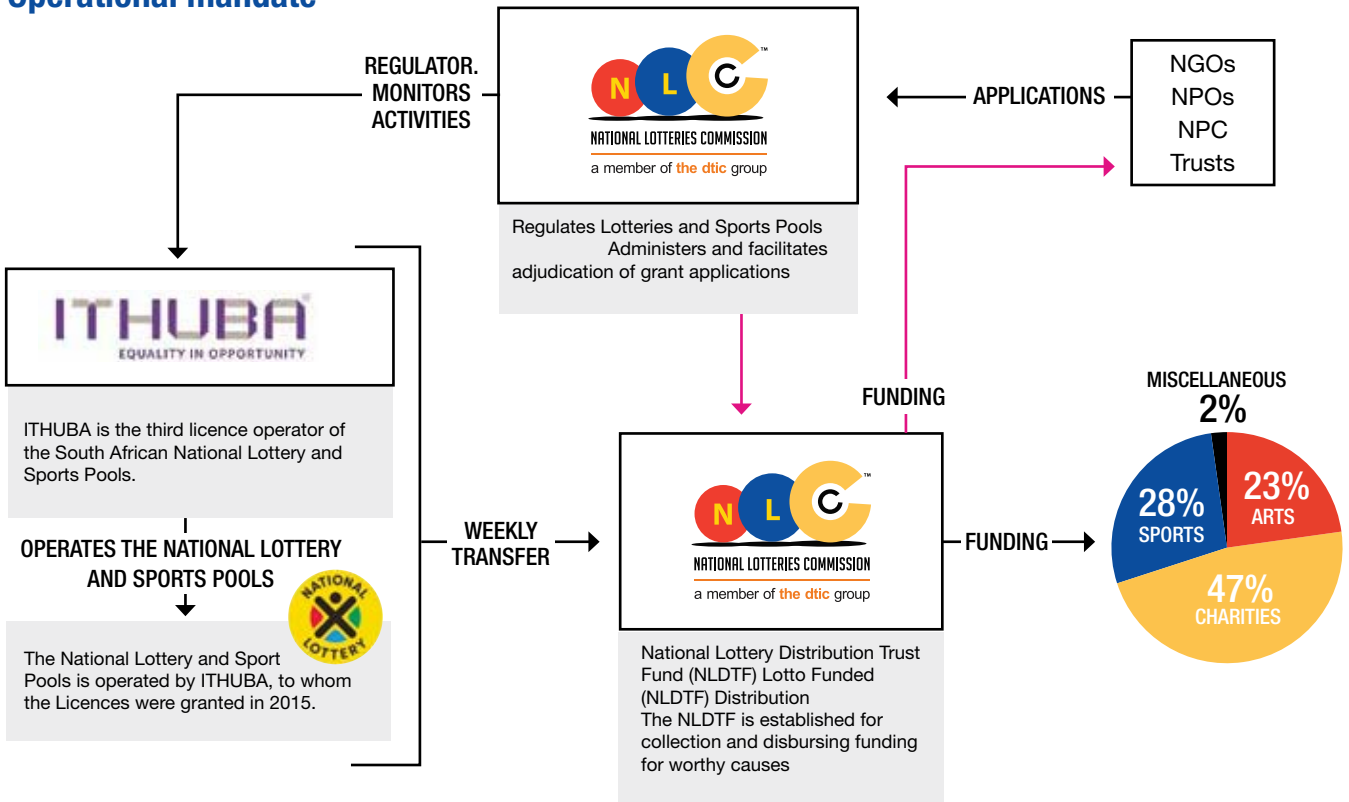 Operational mandate
REGULATOR.
MONITORS
ACTIVITIES
N L C ™
NATIONAL LOTTERIES COMMISSION
a member of the dtic group
Regulates Lotteries and Sports Pools
Administers and facilitates
adjudication of grant applications
APPLICATIONS
NGOs
NPOs
NPC
Trusts
ITHUBA®
EQUALITY IN OPPORTUNITY
ITHUBA is the third licence operator of
the South African National Lottery and
Sports Pools.
OPERATES THE NATIONAL LOTTERY
AND SPORTS POOLS
NATIONAL
LOTTERY
The National Lottery and Sport
Pools is operated by ITHUBA, to whom
the Licences were granted in 2015.
WEEKLY
TRANSFER
FUNDING
N L C ™
NATIONAL LOTTERIES COMMISSION
a member of the dtic group
National Lottery Distribution Trust
Fund (NLDTF) Lotto Funded
(NLDTF) Distribution
The NLDTF is established for
collection and disbursing funding
for worthy causes
FUNDING
MISCELLANEOUS
2%
28%
SPORTS
23%
ARTS
47%
CHARITIES